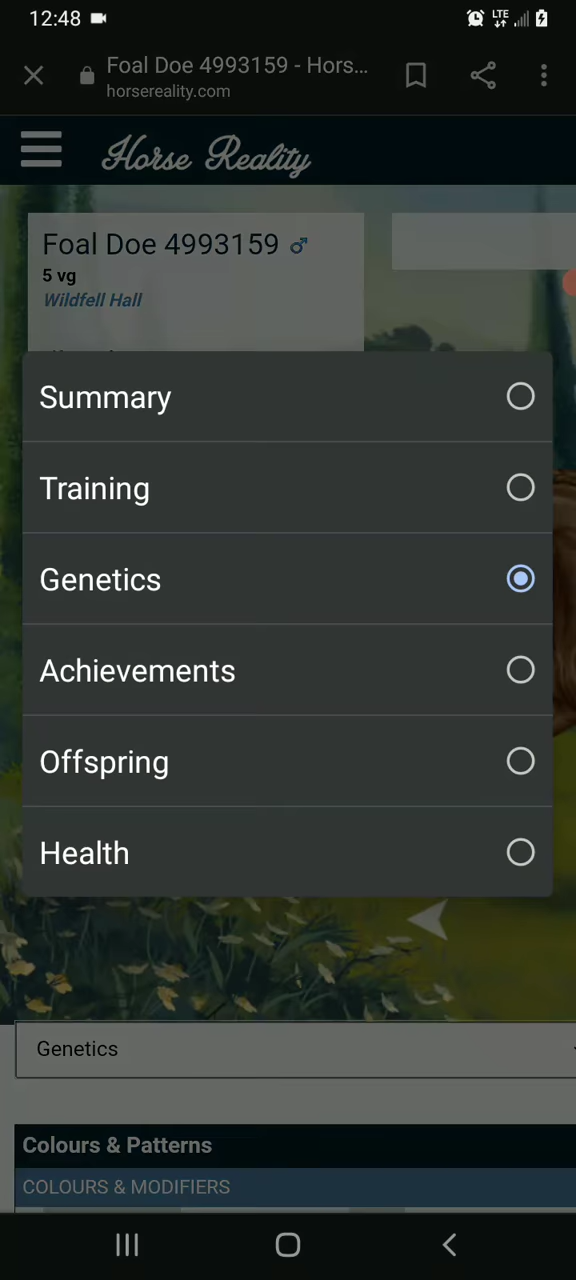 12:48
LTE
Foal Doe 4993159 - Hors...
horsereality.com
Horse Reality
Foal Doe 4993159 ♂
5 vg
Wildfell Hall
Summary
Training
Genetics
Achievements
Offspring
Health
Genetics
Colours & Patterns
COLOURS & MODIFIERS